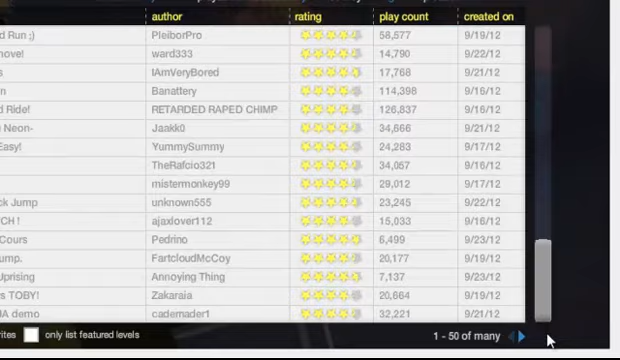 author rating play count created on
d Run ;) PleiborPro 58,577 9/19/12
nove! ward333 14,790 9/22/12
s IAmVeryBored 17,768 9/21/12
n Banattery 114,398 9/16/12
d Ride! RETARDED RAPED CHIMP 126,837 9/16/12
Neon- Jaakk0 34,666 9/21/12
Easy! YummySummy 24,283 9/17/12
TheRafcio321 34,057 9/16/12
mistermonkey99 29,012 9/17/12
ck Jump unknown555 23,245 9/22/12
CH ! ajaxlover112 15,033 9/16/12
Cours Pedrino 6,499 9/23/12
ump. FartcloudMcCoy 20,177 9/19/12
Uprising Annoying Thing 7,137 9/23/12
s TOBY! Zakaraia 20,664 9/19/12
A demo cademader1 32,221 9/21/12
rites only list featured levels 1 - 50 of many